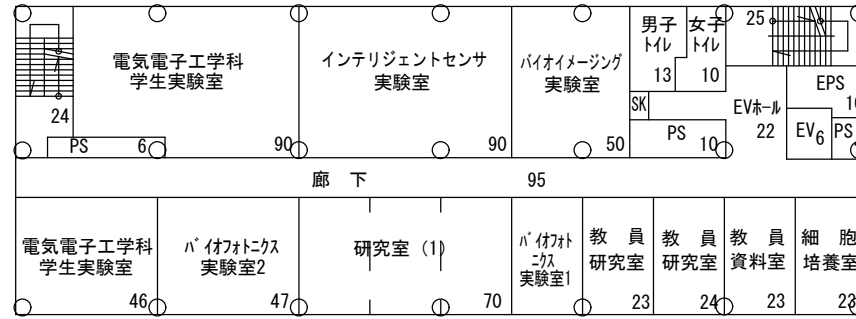 電気電子工学科
学生実験室
90
24
PS
6
インテリジェントセンサ
実験室
90
バイオイメージング
実験室
50
男子
トイレ
13
女子
トイレ
10
SK
PS
10
25
EVホール
22
EPS
EV6
PS
廊 下
95
電気電子工学科
学生実験室
46
バイオフォトニクス
実験室2
47
研究室 (1)
70
バイオフォト
ニクス
実験室1
教 員
研究室
23
教 員
研究室
24
教 員
資料室
23
細 胞
培養室
23